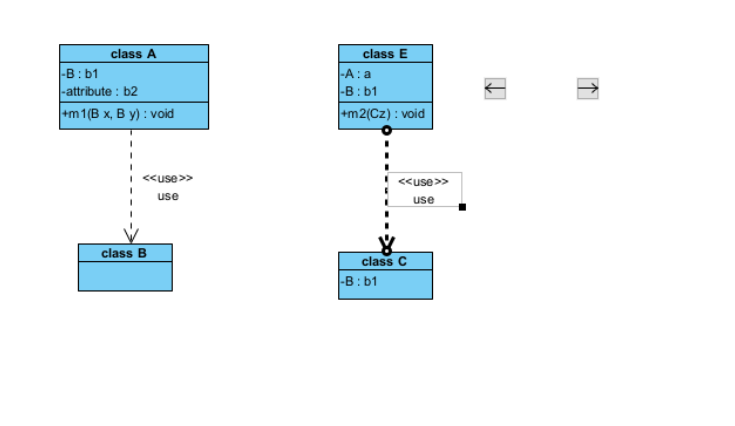 class A
-B : b1
-attribute : b2
+m1(B x, B y) : void
<<use>>
use
class B
class E
-A : a
-B : b1
+m2(Cz) : void
<<use>>
use
class C
-B : b1